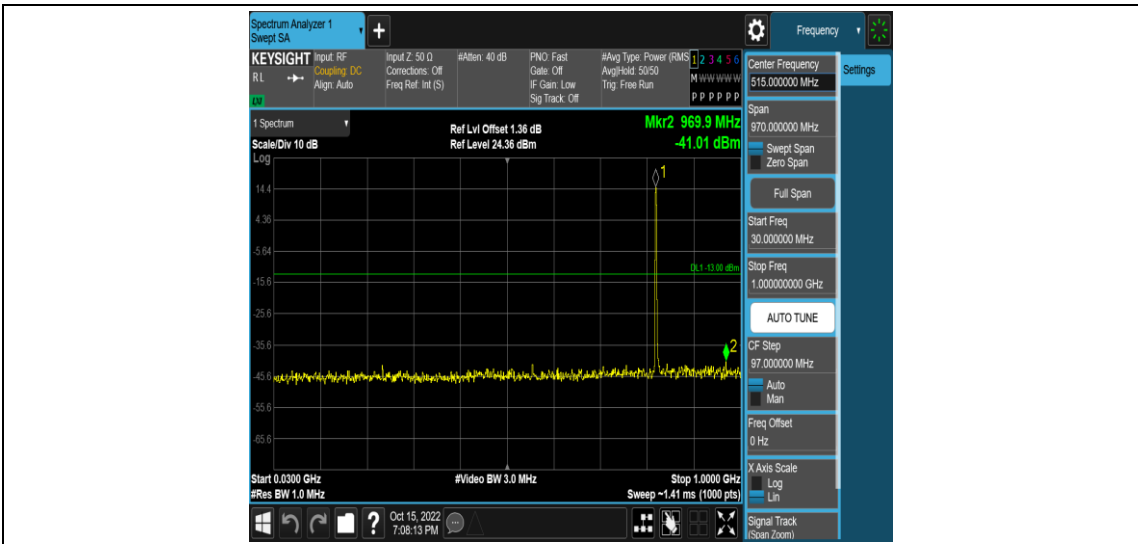 Spectrum Analyzer 1
Swept SA
+
Frequency
KEYSIGHT
RL
LXI
Input: RF
Coupling: DC
Align: Auto
Input Z: 50 Ω
Corrections: Off
Freq Ref: Int (S)
#Atten: 40 dB
PNO: Fast
Gate: Off
IF Gain: Low
Sig Track: Off
#Avg Type: Power (RMS
Avg|Hold: 50/50
Trig: Free Run
1 2 3 4 5 6
M W W W W W
P P P P P P
1 Spectrum
Scale/Div 10 dB
Log
Ref Lvl Offset 1.36 dB
Ref Level 24.36 dBm
Mkr2 969.9 MHz
-41.01 dBm
1
14.4
4.36
-5.64
DL1 -13.00 dBm
-15.6
-25.6
-35.6
2
-45.6
-55.6
-65.6
Start 0.0300 GHz
#Res BW 1.0 MHz
#Video BW 3.0 MHz
Stop 1.0000 GHz
Sweep ~1.41 ms (1000 pts)
?
Oct 15, 2022
7:08:13 PM
Center Frequency
515.000000 MHz
Settings
Span
970.000000 MHz
Swept Span
Zero Span
Full Span
Start Freq
30.000000 MHz
Stop Freq
1.000000000 GHz
AUTO TUNE
CF Step
97.000000 MHz
Auto
Man
Freq Offset
0 Hz
X Axis Scale
Log
Lin
Signal Track
(Span Zoom)